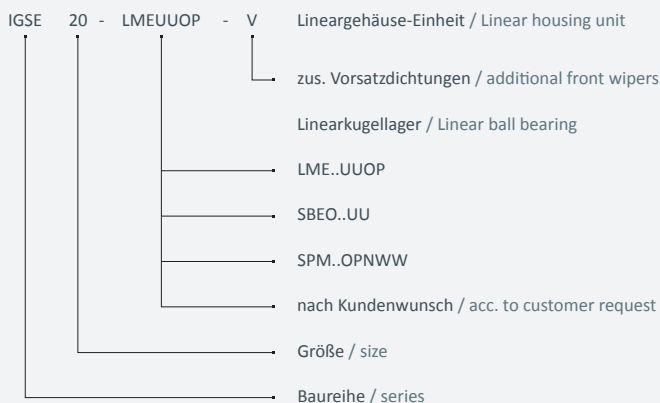 IGSE 20 - LMEUUOP - V Lineargehäuse-Einheit / Linear housing unit
zus. Vorsatzdichtungen / additional front wipers
Linearkugellager / Linear ball bearing
LME..UUOP
SBEO..UU
SPM..OPNWW
nach Kundenwunsch / acc. to customer request
Größe / size
Baureihe / series